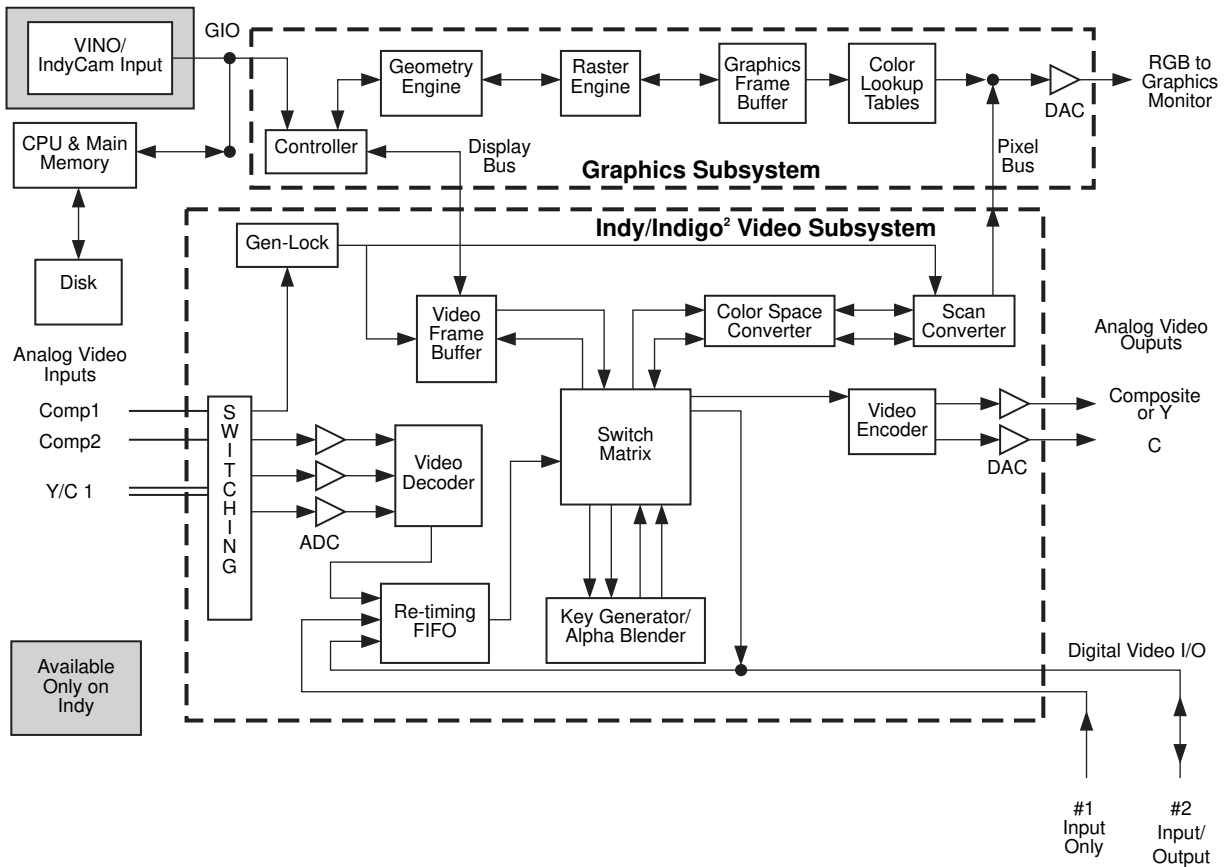 VINO/
IndyCam Input
GIO
Geometry
Engine
Raster
Engine
Graphics
Frame
Buffer
Color
Lookup
Tables
DAC
RGB to
Graphics
Monitor
CPU & Main
Memory
Controller
Display
Bus
Graphics Subsystem
Pixel
Bus
Indy/Indigo² Video Subsystem
Gen-Lock
Disk
Video
Frame
Buffer
Color Space
Converter
Scan
Converter
Analog Video
Inputs
Analog Video
Ouputs
Comp1
Comp2
Y/C 1
SWITCHING
ADC
Video
Decoder
Switch
Matrix
Video
Encoder
DAC
Composite
or Y
C
Re-timing
FIFO
Key Generator/
Alpha Blender
Available
Only on
Indy
Digital Video I/O
#1
Input
Only
#2
Input/
Output